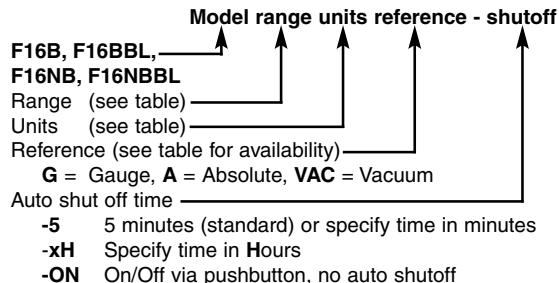 Model range units reference - shutoff
F16B, F16BBL,
F16NB, F16NBBL
Range (see table)
Units (see table)
Reference (see table for availability)
G = Gauge, A = Absolute, VAC = Vacuum
Auto shut off time
-5 5 minutes (standard) or specify time in minutes
-xH Specify time in Hours
-ON On/Off via pushbutton, no auto shutoff